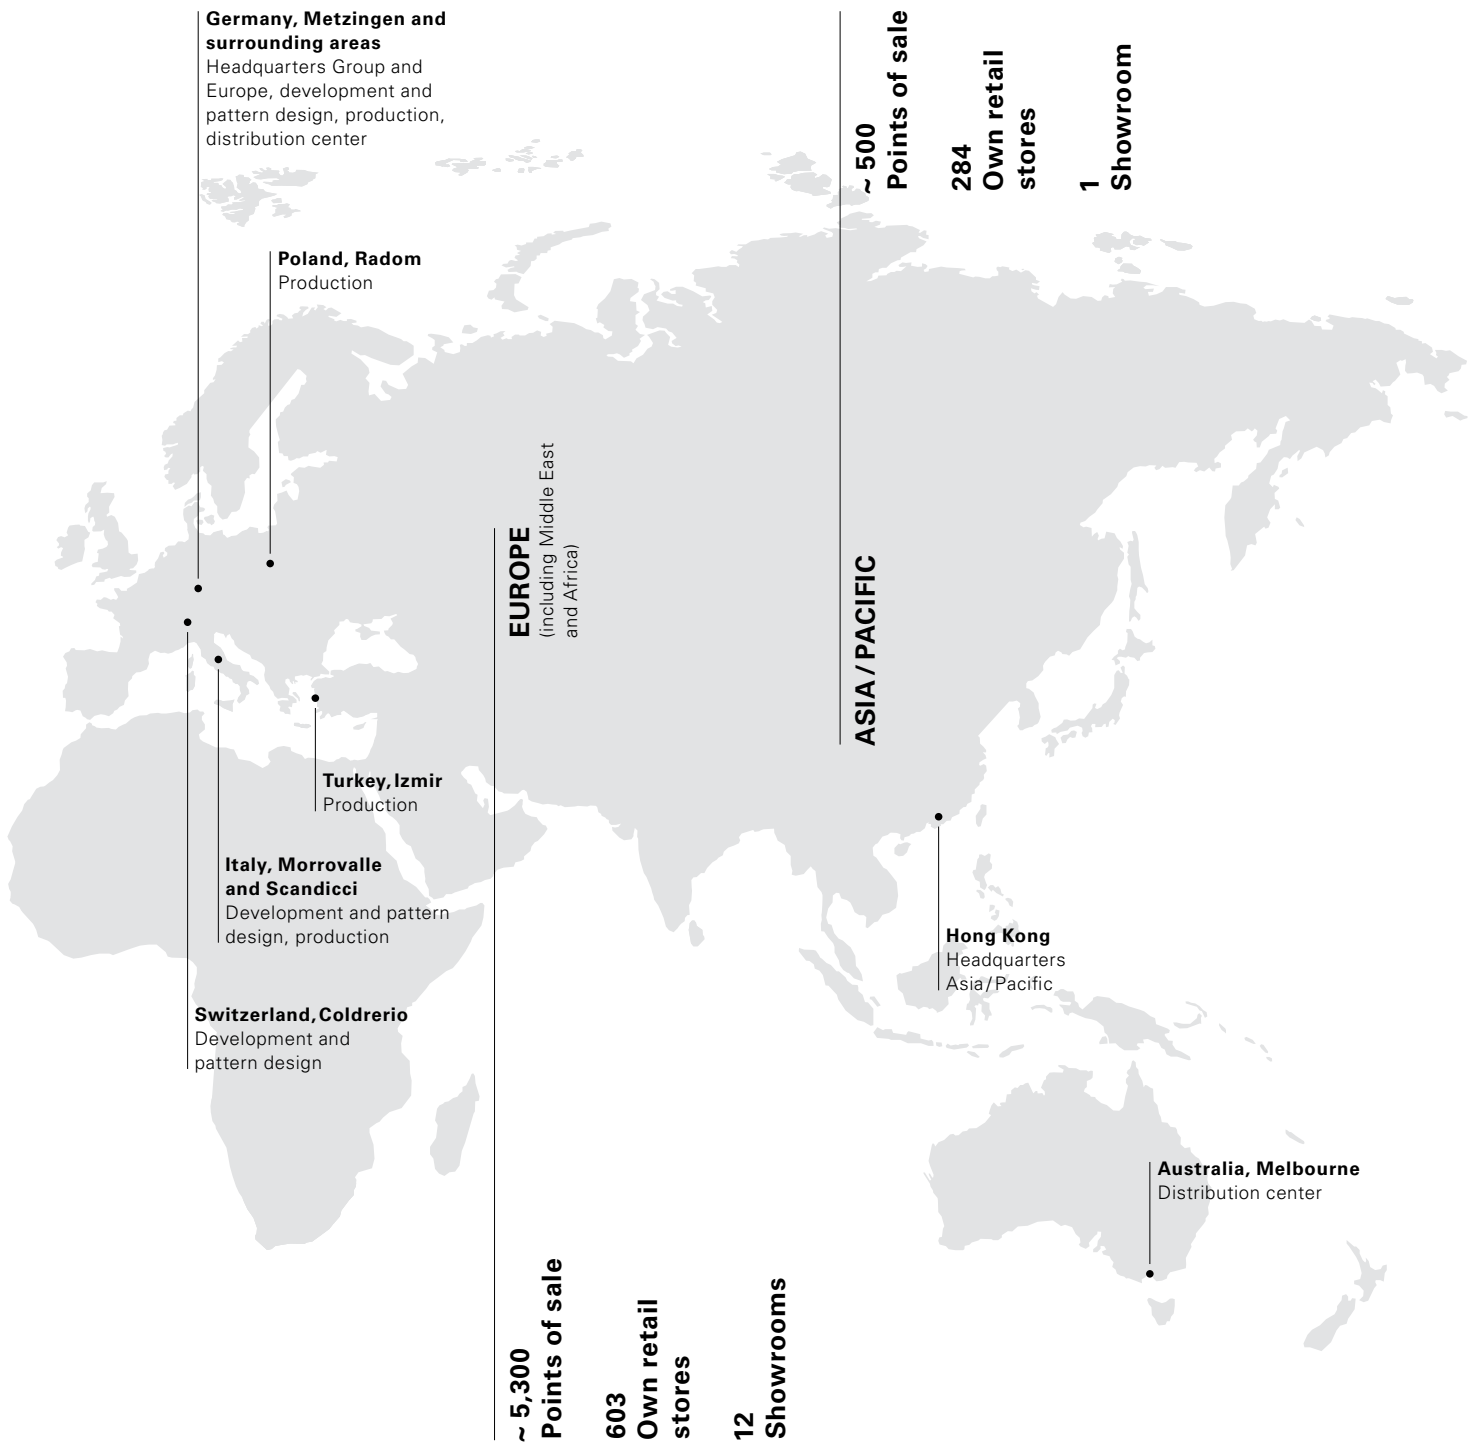 Germany, Metzingen and
surrounding areas
Headquarters Group and
Europe, development and
pattern design, production,
distribution center
Poland, Radom
Production
~ 500
Points of sale
284
Own retail
stores
1
Showroom
ASIA / PACIFIC
EUROPE
(including Middle East
and Africa)
Turkey, Izmir
Production
Italy, Morrovalle
and Scandicci
Development and pattern
design, production
Switzerland, Coldrerio
Development and
pattern design
Hong Kong
Headquarters
Asia / Pacific
Australia, Melbourne
Distribution center
~ 5,300
Points of sale
603
Own retail
stores
12
Showrooms